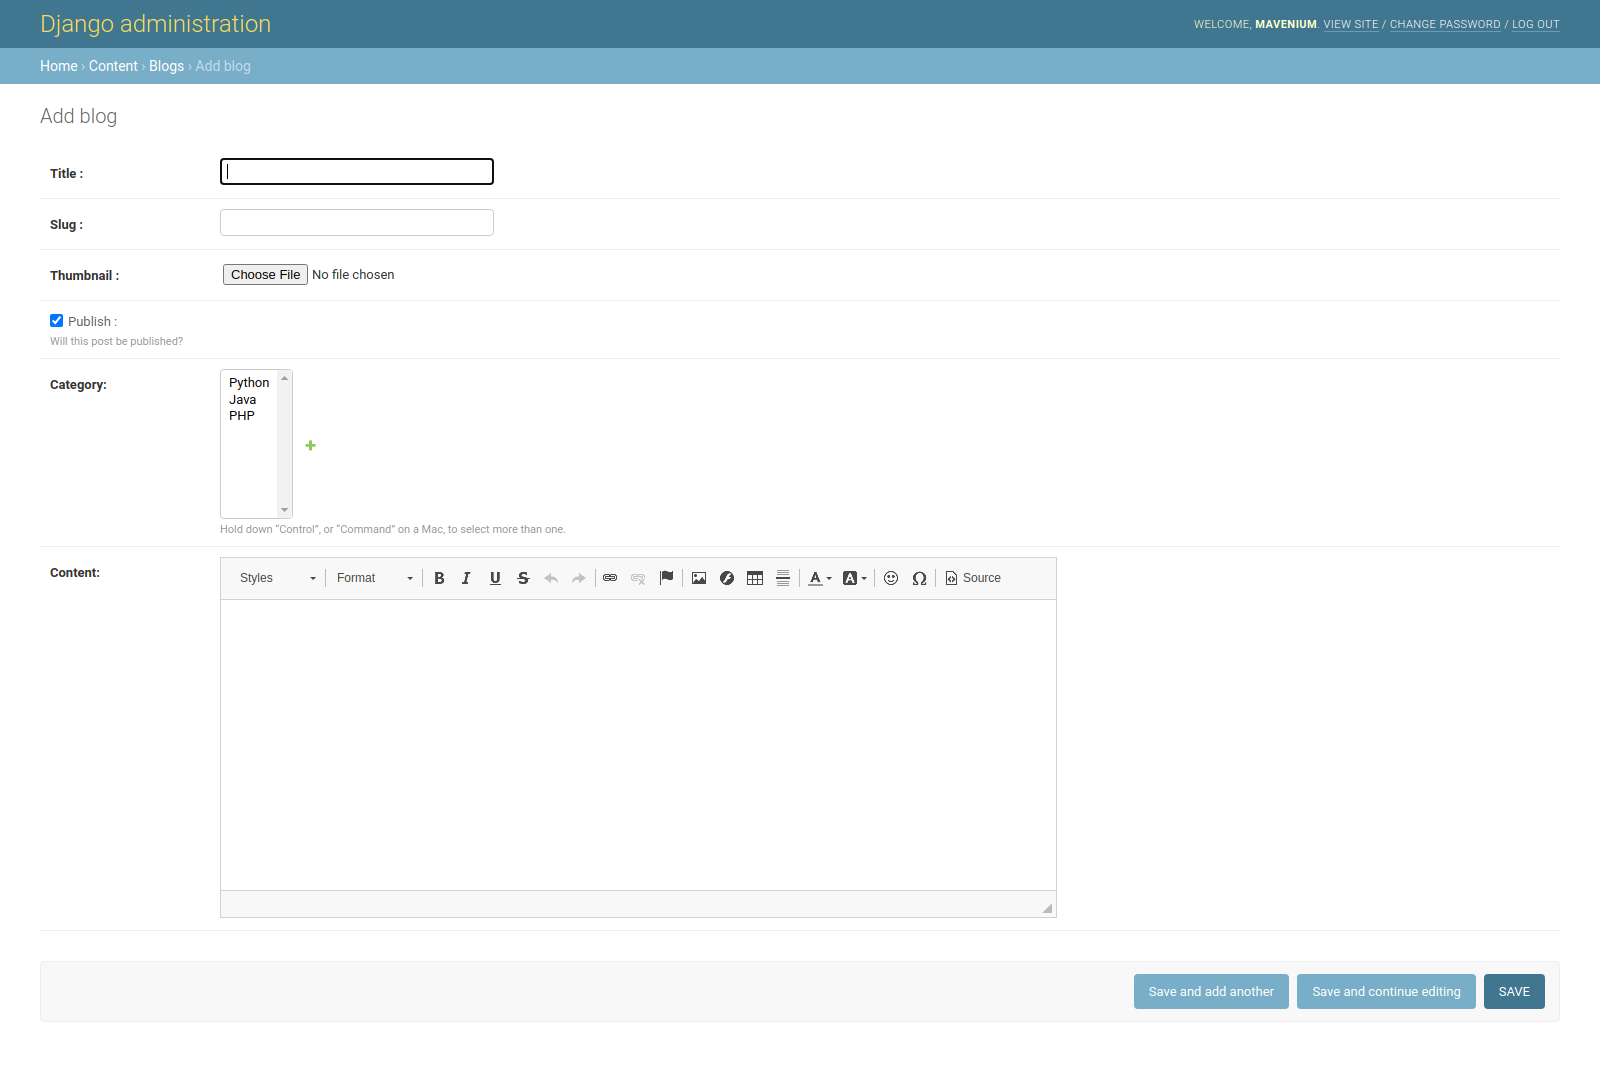 Django administration
WELCOME, MAVENIUM. VIEW SITE / CHANGE PASSWORD / LOG OUT
Home › Content › Blogs › Add blog
Add blog
Title :
Slug :
Thumbnail :
Choose File No file chosen
Publish :
Will this post be published?
Category:
Python
Java
PHP
Hold down “Control”, or “Command” on a Mac, to select more than one.
Content:
Styles Format B I U S A A Ω Source
Save and add another Save and continue editing SAVE